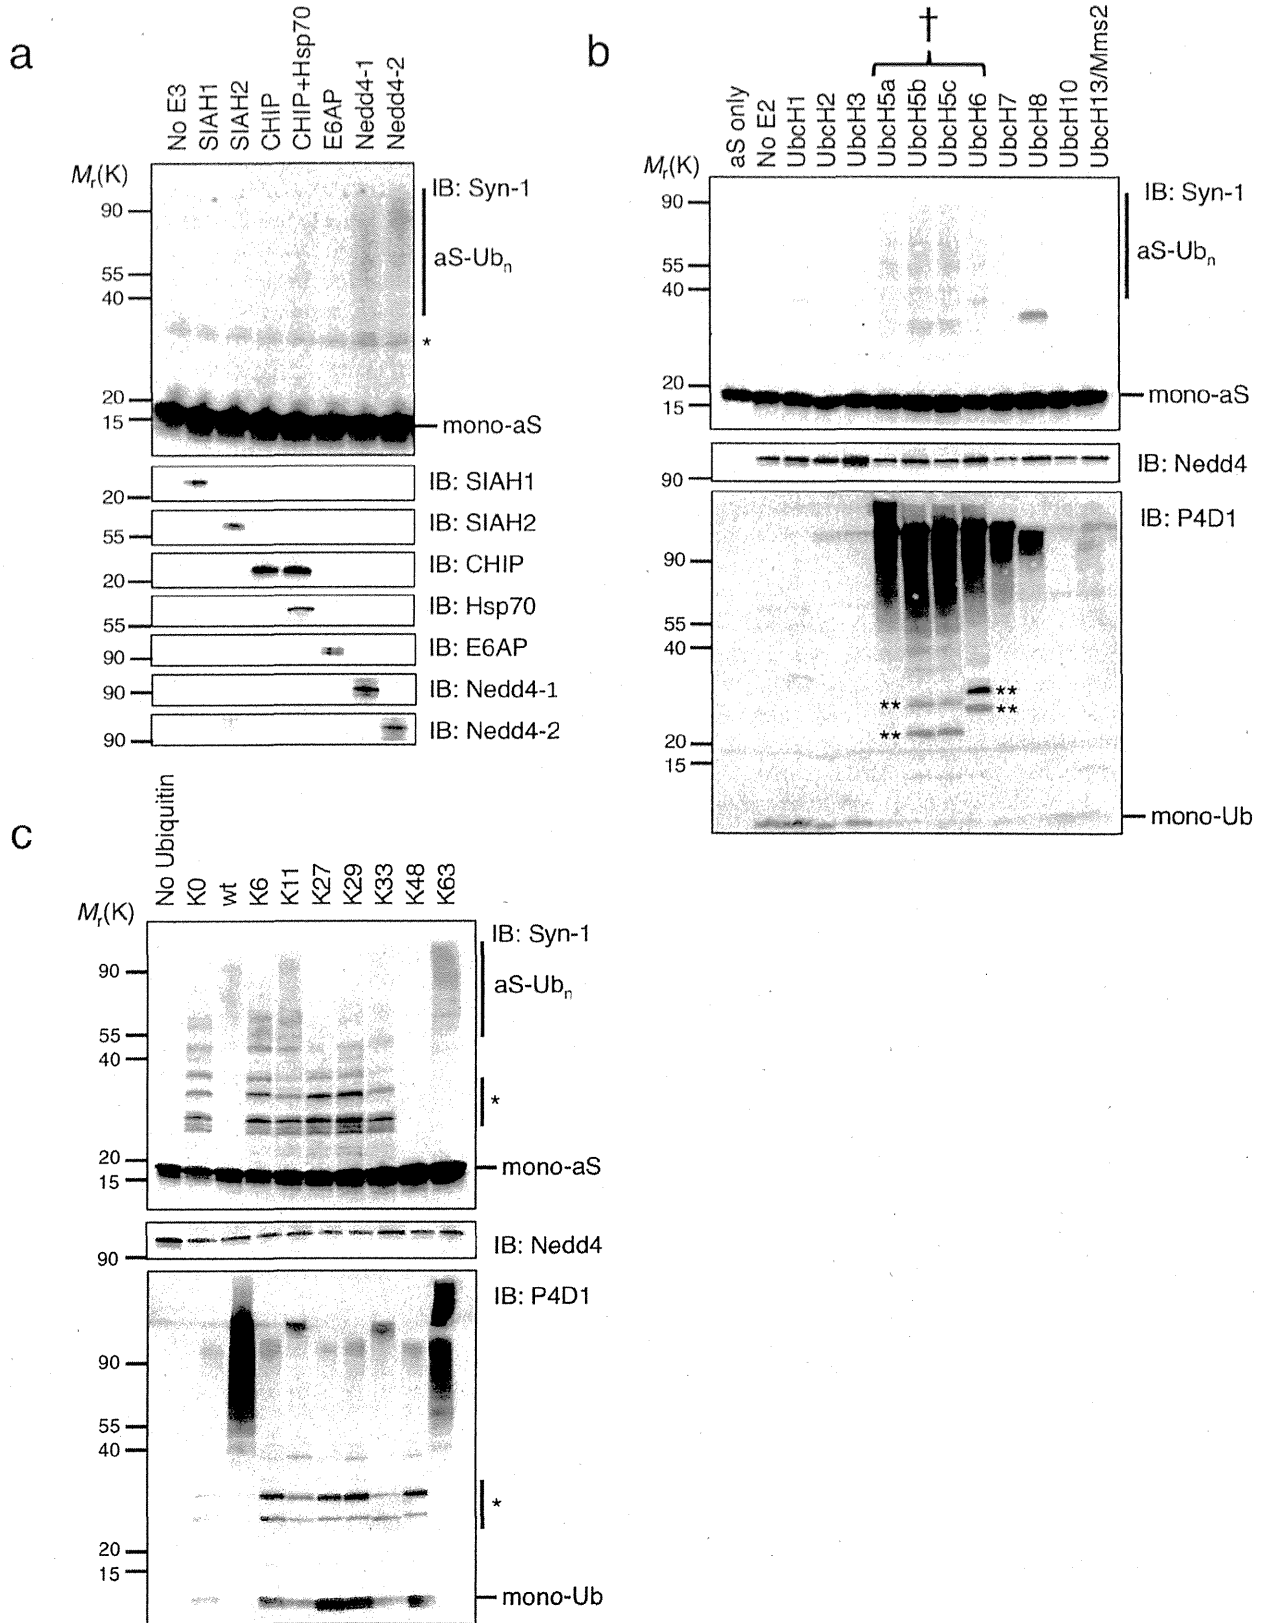 a
No E3
SIAH1
SIAH2
CHIP
CHIP+Hsp70
E6AP
Nedd4-1
Nedd4-2
Mr(K)
IB: Syn-1
90
aS-Ubn
55
40
*
20
15
mono-aS
IB: SIAH1
20
IB: SIAH2
55
IB: CHIP
20
IB: Hsp70
55
IB: E6AP
90
IB: Nedd4-1
90
IB: Nedd4-2
90
b
†
aS only
No E2
UbcH1
UbcH2
UbcH3
UbcH5a
UbcH5b
UbcH5c
UbcH6
UbcH7
UbcH8
UbcH10
UbcH13/Mms2
Mr(K)
IB: Syn-1
90
aS-Ubn
55
40
20
mono-aS
15
IB: Nedd4
90
IB: P4D1
90
55
40
**
**
**
**
20
15
mono-Ub
c
No Ubiquitin
K0
wt
K6
K11
K27
K29
K33
K48
K63
Mr(K)
IB: Syn-1
90
aS-Ubn
55
40
*
20
mono-aS
15
IB: Nedd4
90
IB: P4D1
90
55
40
*
20
15
mono-Ub